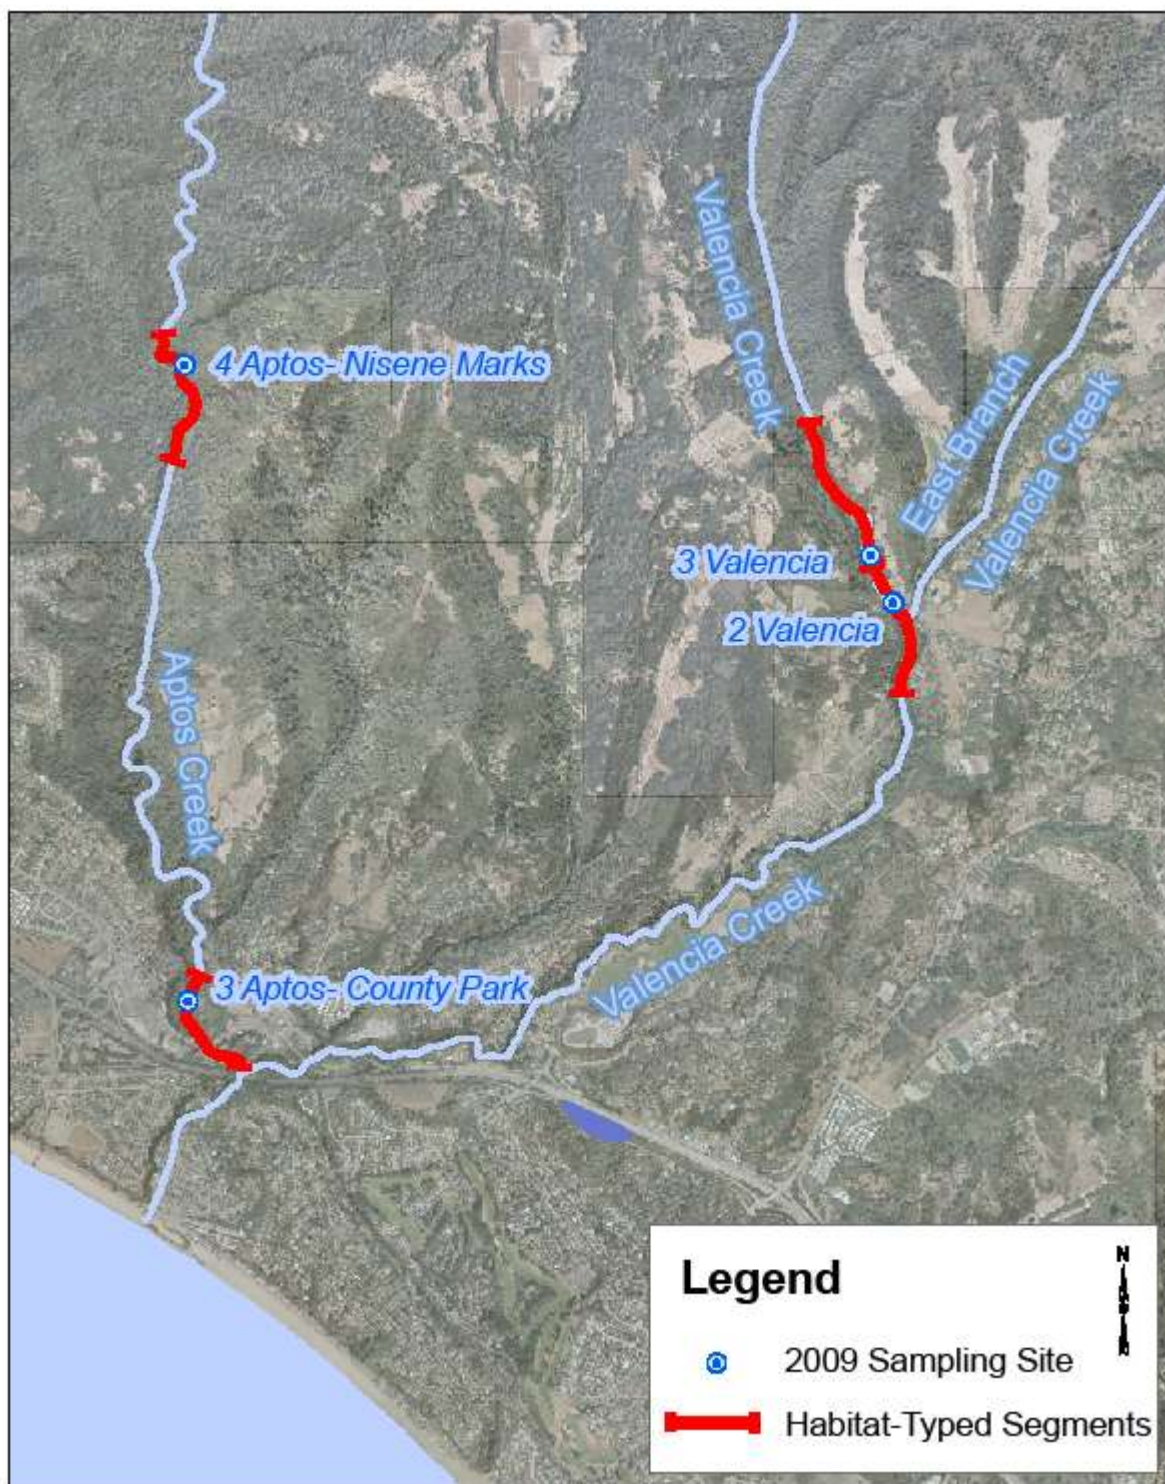 Valencia Creek
4 Aptos- Nisene Marks
East Branch
Valencia Creek
3 Valencia
2 Valencia
Aptos Creek
Valencia Creek
3 Aptos- County Park
Legend
N
2009 Sampling Site
Habitat-Typed Segments